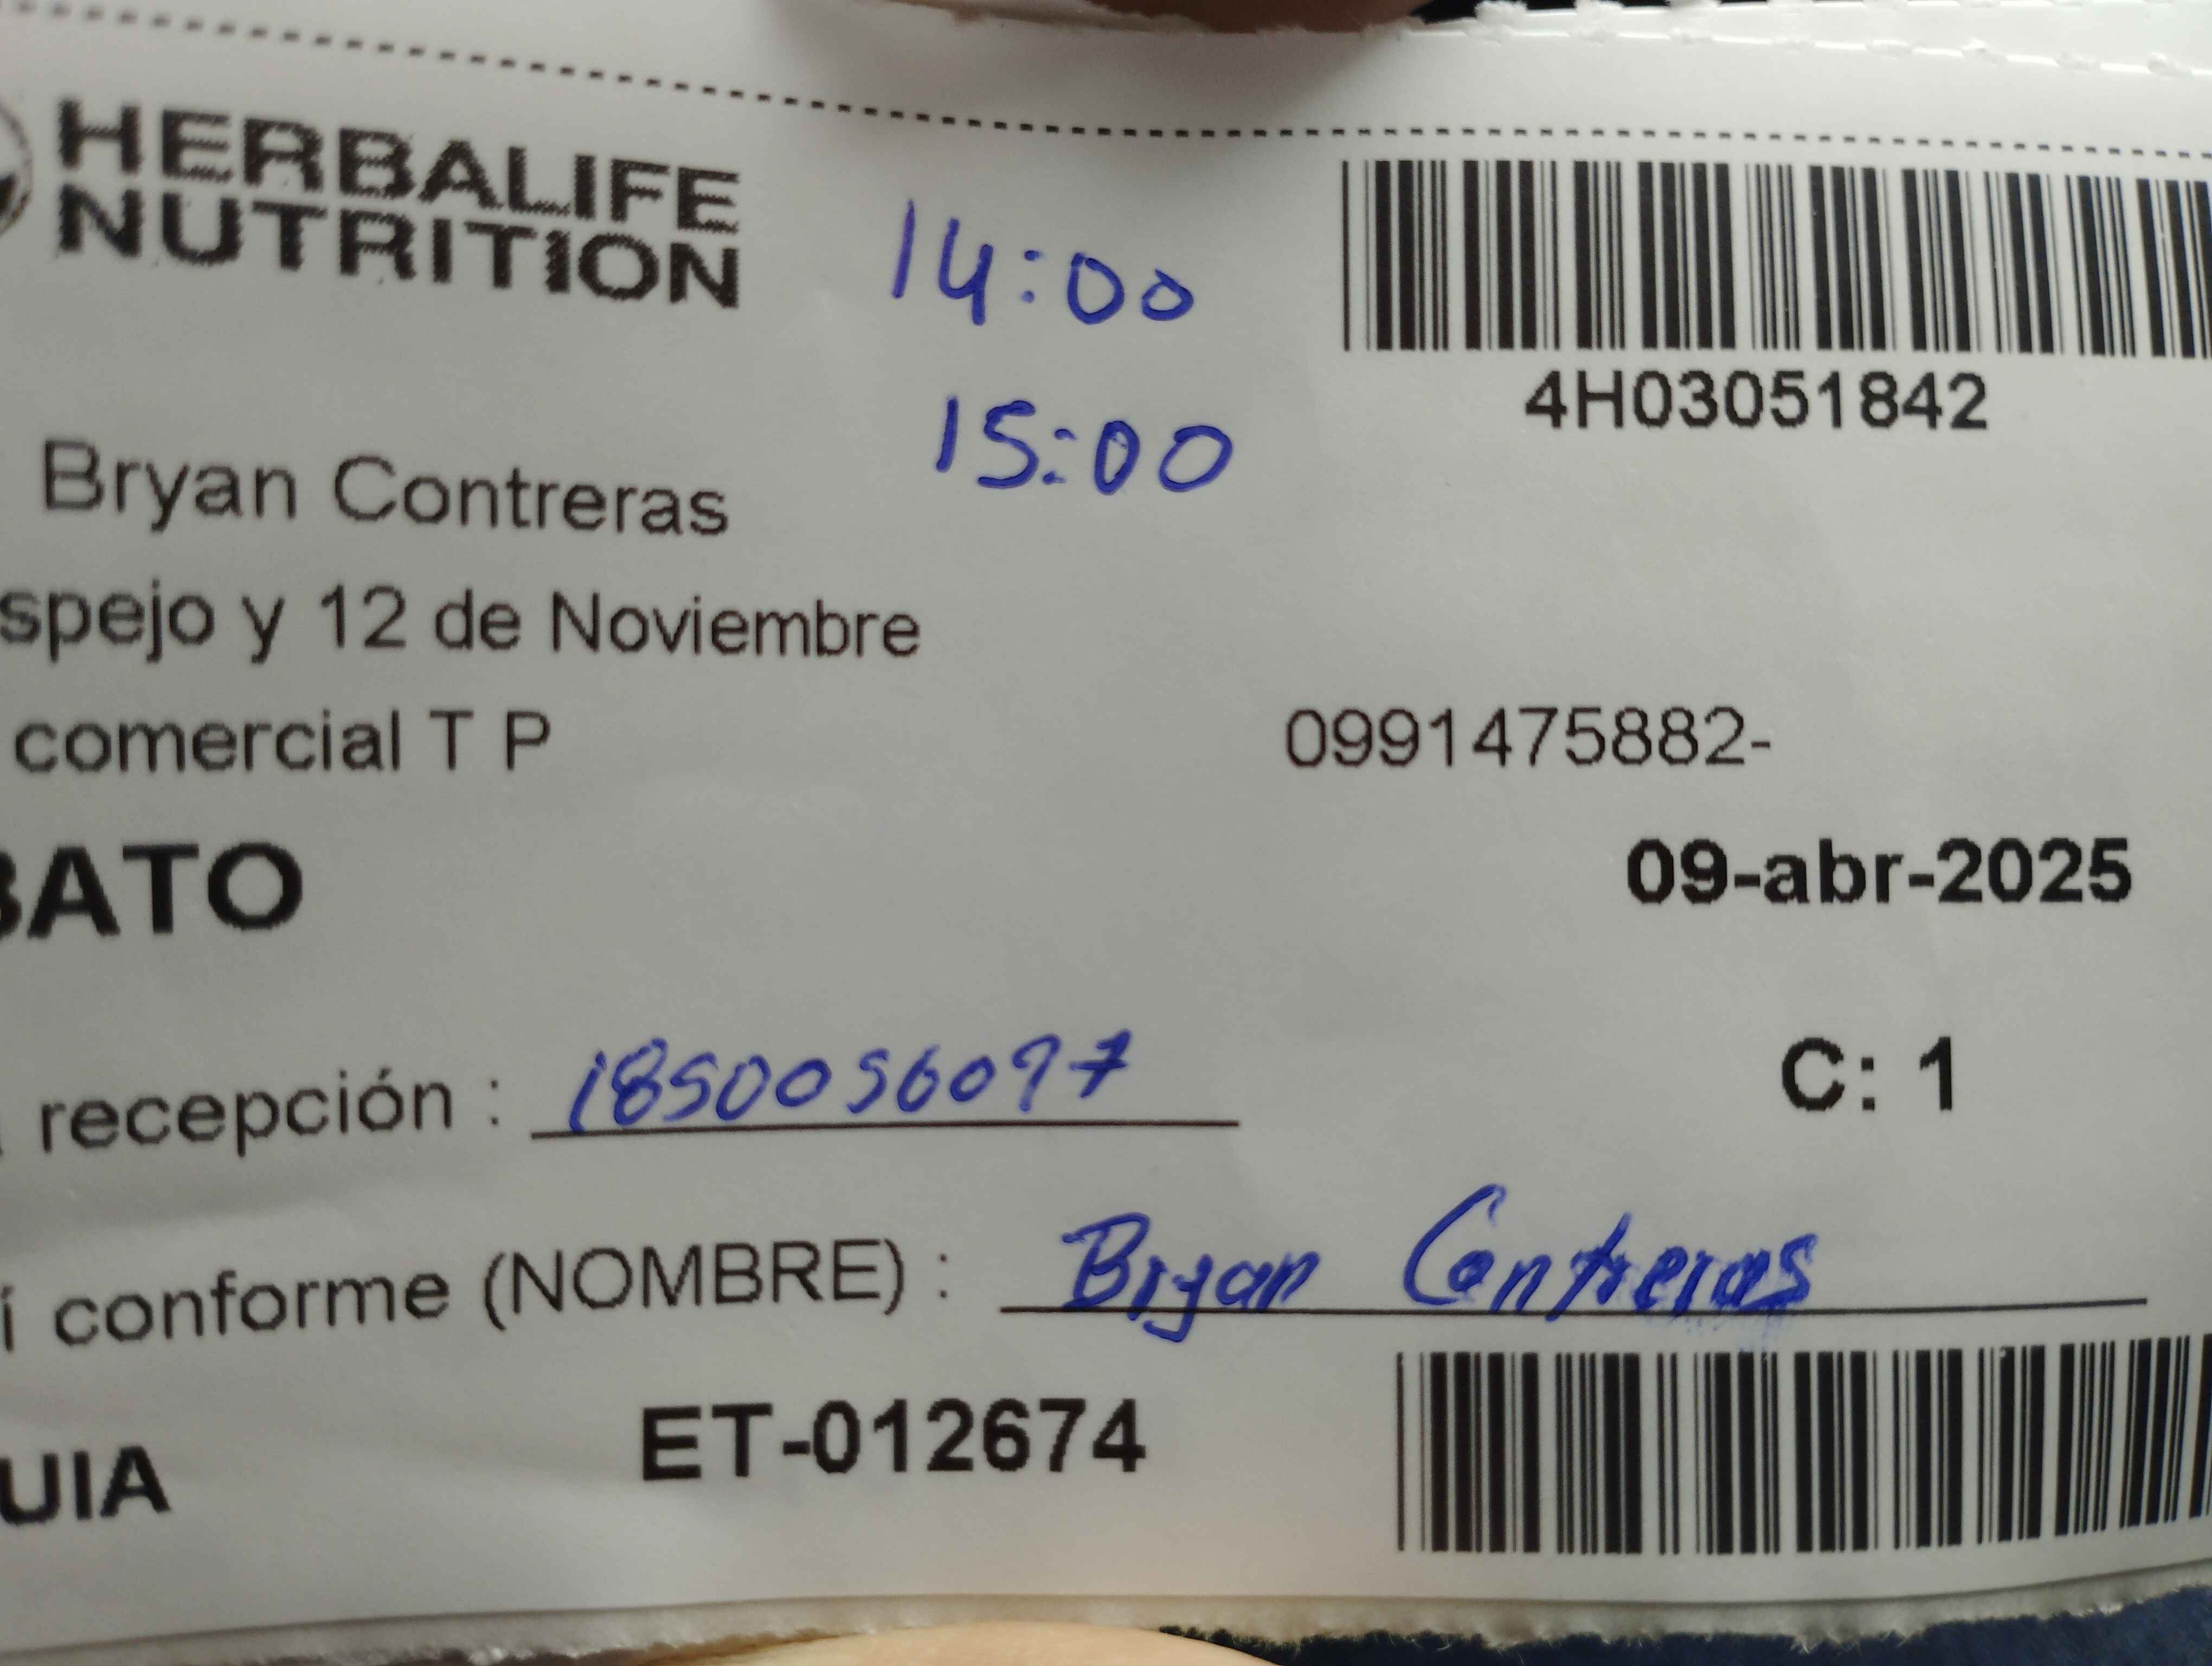 HERBALIFE
NUTRITION
14:00
15:00
4H03051842
Bryan Contreras
spejo y 12 de Noviembre
comercial T P
0991475882-
BATO
09-abr-2025
recepción : 1850056097
C: 1
í conforme (NOMBRE) : Bryan Contreras
UIA
ET-012674